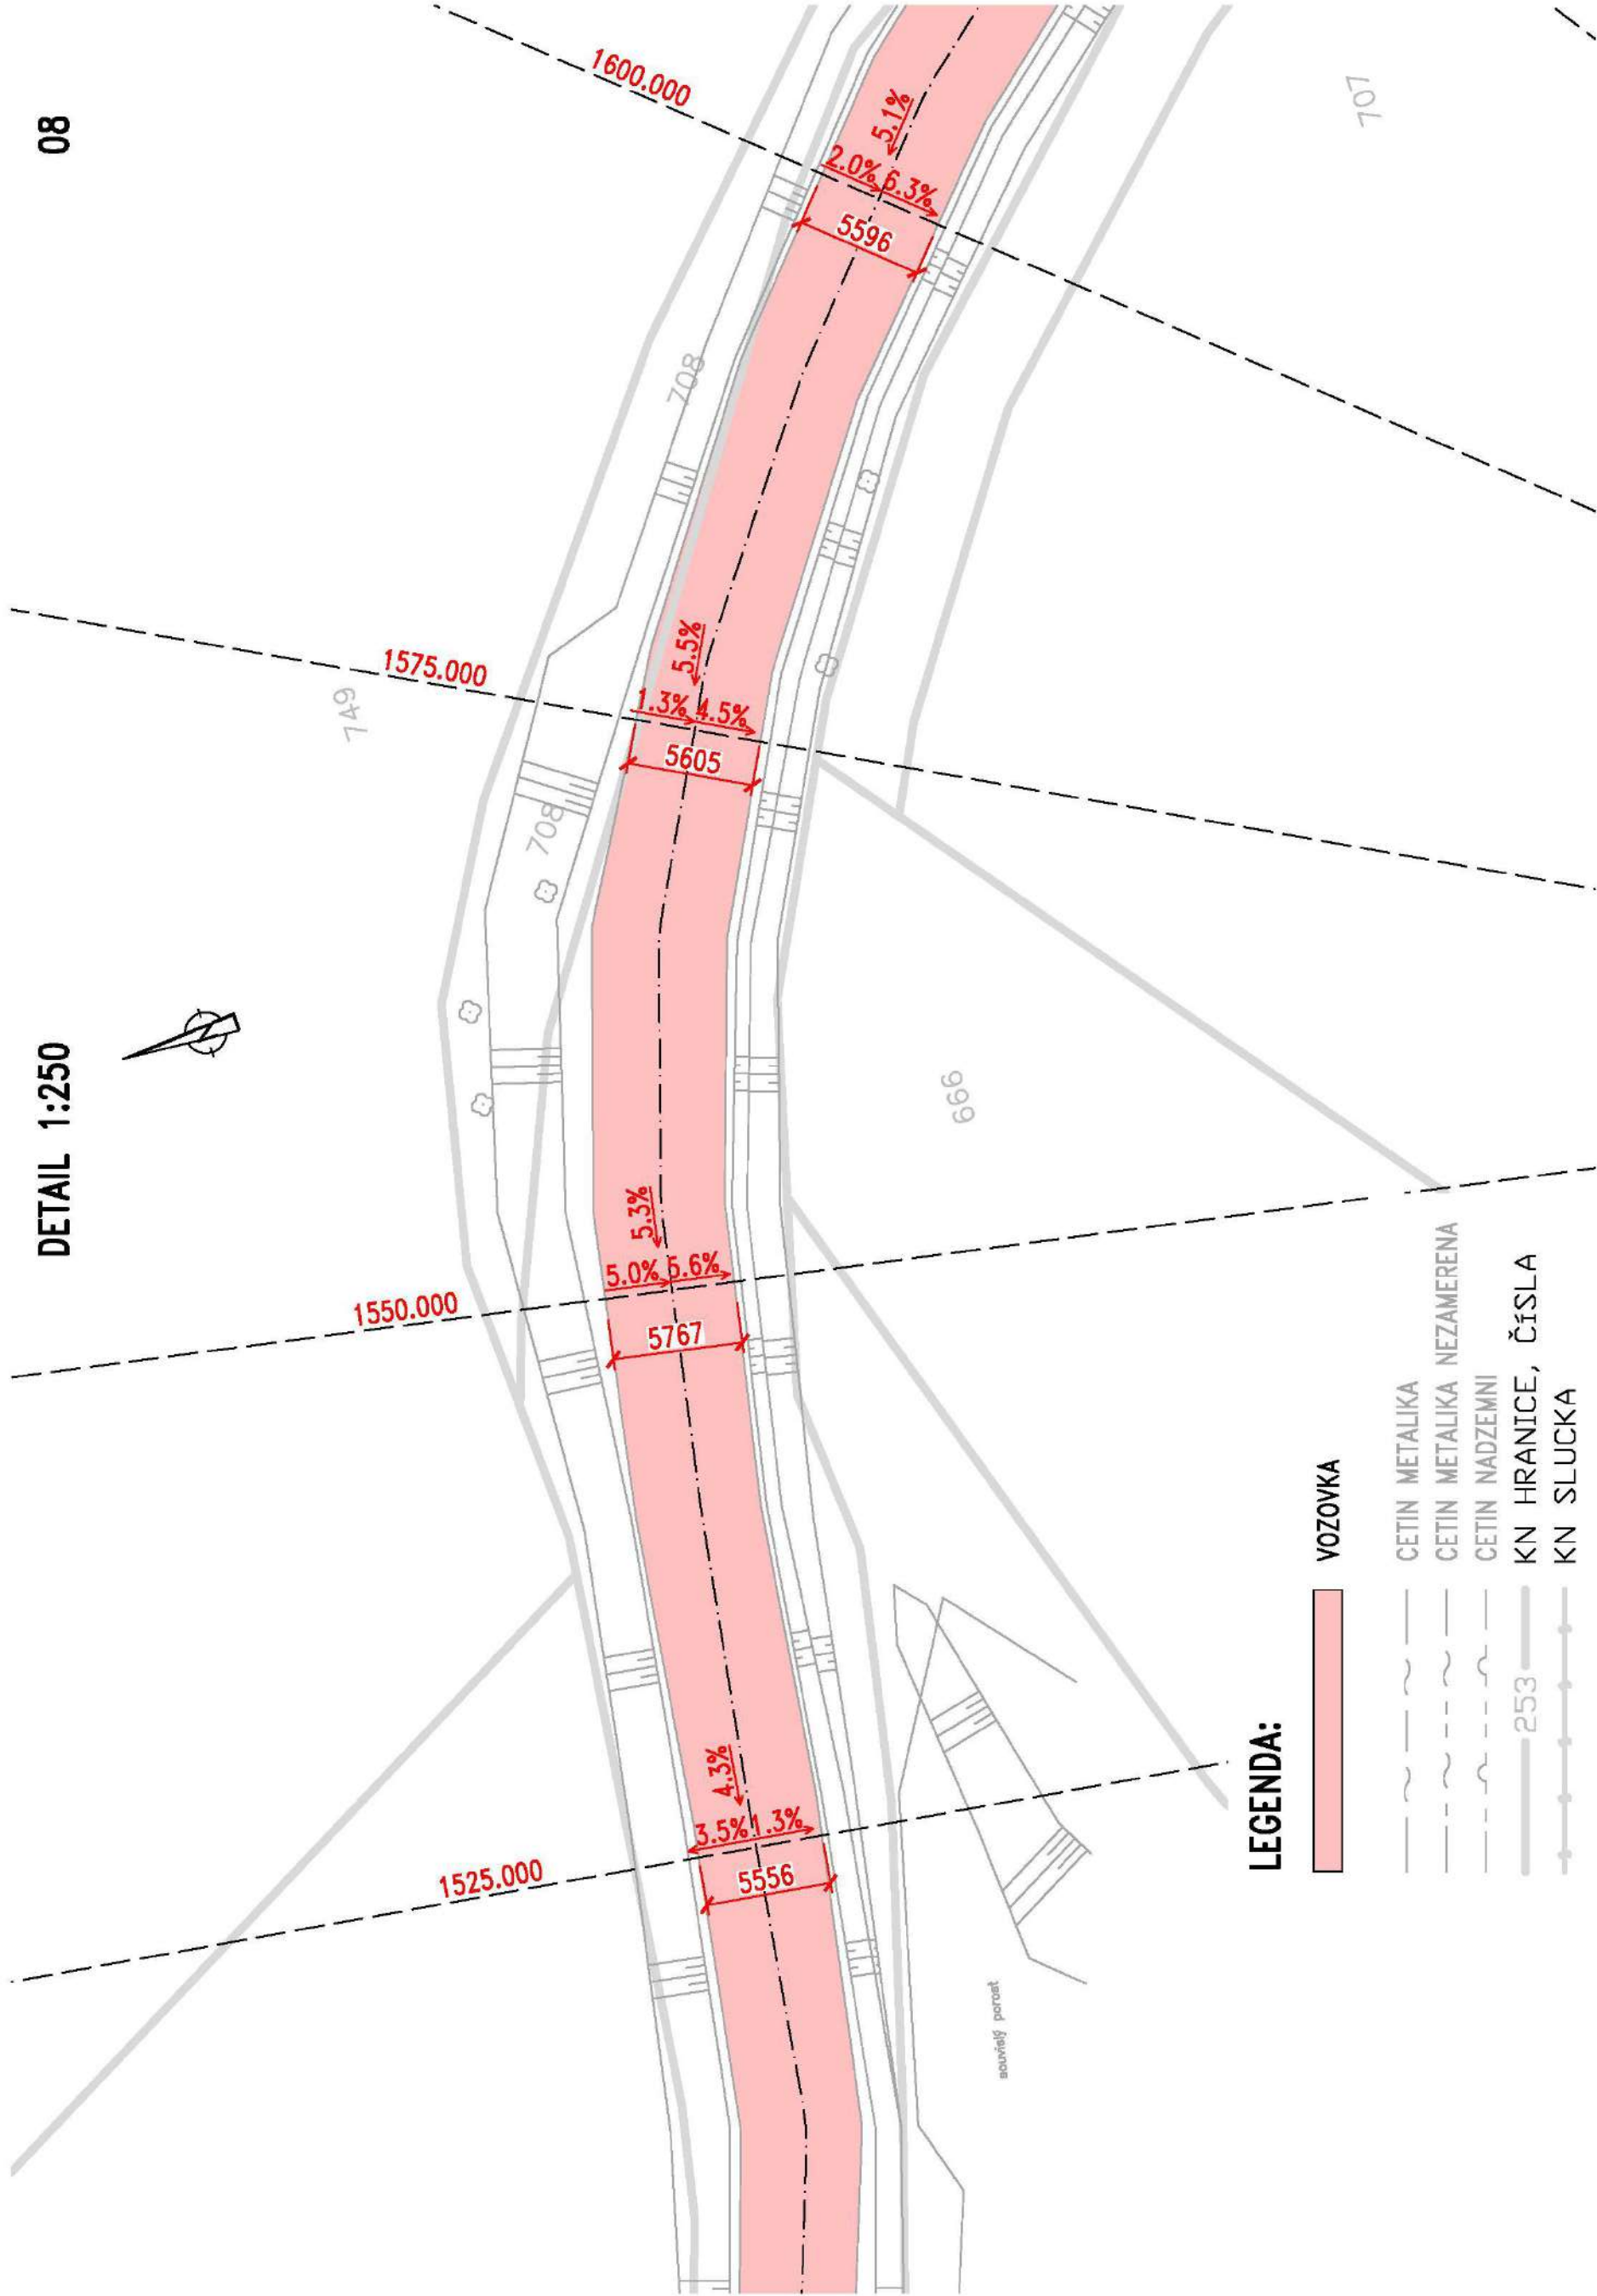 DETAIL 1:250
08
1525.000
1550.000
1575.000
1600.000
749
708
708
707
666
3.5% 1.3%
4.3%
5556
5.0% 5.6%
5.3%
5767
1.3% 4.5%
5.5%
5605
2.0% 6.3%
5.1%
5596
souvislý porost
LEGENDA:
VOZOVKA
CETIN METALIKA
CETIN METALIKA NEZAMERENA
CETIN NADZEMNI
253 KN HRANICE, ČÍSLA
KN SLUCKA